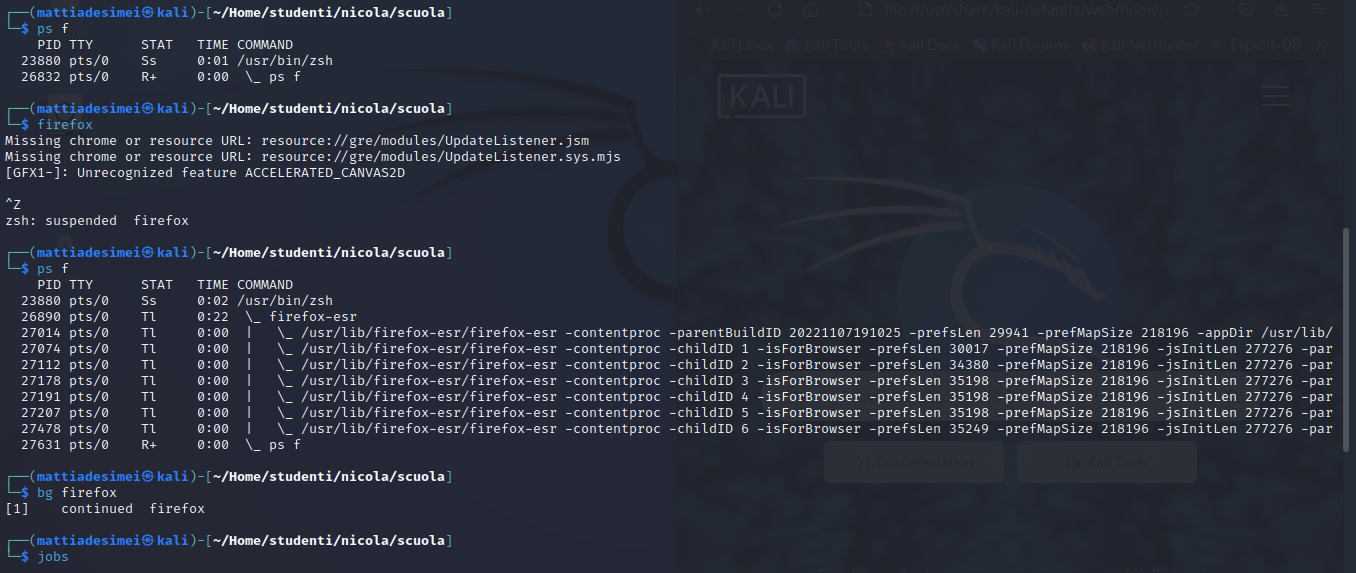 ┌──(mattiadesimei㉿kali)-[~/Home/studenti/nicola/scuola]
└─$ ps f
    PID TTY      STAT   TIME COMMAND
  23880 pts/0    Ss     0:01 /usr/bin/zsh
  26832 pts/0    R+     0:00  \_ ps f
┌──(mattiadesimei㉿kali)-[~/Home/studenti/nicola/scuola]
└─$ firefox
Missing chrome or resource URL: resource://gre/modules/UpdateListener.jsm
Missing chrome or resource URL: resource://gre/modules/UpdateListener.sys.mjs
[GFX1-]: Unrecognized feature ACCELERATED_CANVAS2D
^Z
zsh: suspended  firefox
┌──(mattiadesimei㉿kali)-[~/Home/studenti/nicola/scuola]
└─$ ps f
    PID TTY      STAT   TIME COMMAND
  23880 pts/0    Ss     0:02 /usr/bin/zsh
  26890 pts/0    Tl     0:22  \_ firefox-esr
  27014 pts/0    Tl     0:00  |   \_ /usr/lib/firefox-esr/firefox-esr -contentproc -parentBuildID 20221107191025 -prefsLen 29941 -prefMapSize 218196 -appDir /usr/lib/
  27074 pts/0    Tl     0:00  |   \_ /usr/lib/firefox-esr/firefox-esr -contentproc -childID 1 -isForBrowser -prefsLen 30017 -prefMapSize 218196 -jsInitLen 277276 -par
  27112 pts/0    Tl     0:00  |   \_ /usr/lib/firefox-esr/firefox-esr -contentproc -childID 2 -isForBrowser -prefsLen 34380 -prefMapSize 218196 -jsInitLen 277276 -par
  27178 pts/0    Tl     0:00  |   \_ /usr/lib/firefox-esr/firefox-esr -contentproc -childID 3 -isForBrowser -prefsLen 35198 -prefMapSize 218196 -jsInitLen 277276 -par
  27191 pts/0    Tl     0:00  |   \_ /usr/lib/firefox-esr/firefox-esr -contentproc -childID 4 -isForBrowser -prefsLen 35198 -prefMapSize 218196 -jsInitLen 277276 -par
  27207 pts/0    Tl     0:00  |   \_ /usr/lib/firefox-esr/firefox-esr -contentproc -childID 5 -isForBrowser -prefsLen 35198 -prefMapSize 218196 -jsInitLen 277276 -par
  27478 pts/0    Tl     0:00  |   \_ /usr/lib/firefox-esr/firefox-esr -contentproc -childID 6 -isForBrowser -prefsLen 35249 -prefMapSize 218196 -jsInitLen 277276 -par
  27631 pts/0    R+     0:00  \_ ps f
┌──(mattiadesimei㉿kali)-[~/Home/studenti/nicola/scuola]
└─$ bg firefox
[1]    continued  firefox
┌──(mattiadesimei㉿kali)-[~/Home/studenti/nicola/scuola]
└─$ jobs
file:///usr/share/kali-defaults/web/home
Kali Linux Kali Tools Kali Docs Kali Forums Kali NetHunter Exploit-DB
KALI
Documentation Kali Tools